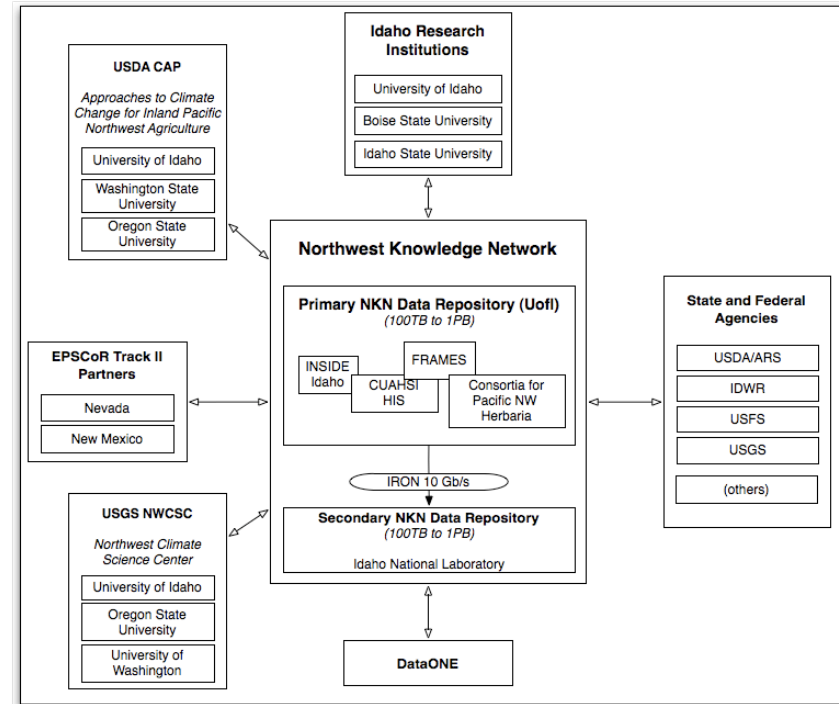 Idaho Research
Institutions
University of Idaho
Boise State University
Idaho State University
USDA CAP
Approaches to Climate
Change for Inland Pacific
Northwest Agriculture
University of Idaho
Washington State
University
Oregon State
University
Northwest Knowledge Network
Primary NKN Data Repository (UofI)
(100TB to 1PB)
INSIDE
Idaho
CUAHSI
HIS
FRAMES
Consortia for
Pacific NW
Herbaria
IRON 10 Gb/s
Secondary NKN Data Repository
(100TB to 1PB)
Idaho National Laboratory
State and Federal
Agencies
USDA/ARS
IDWR
USFS
USGS
(others)
EPSCoR Track II
Partners
Nevada
New Mexico
USGS NWCSC
Northwest Climate
Science Center
University of Idaho
Oregon State
University
University of
Washington
DataONE